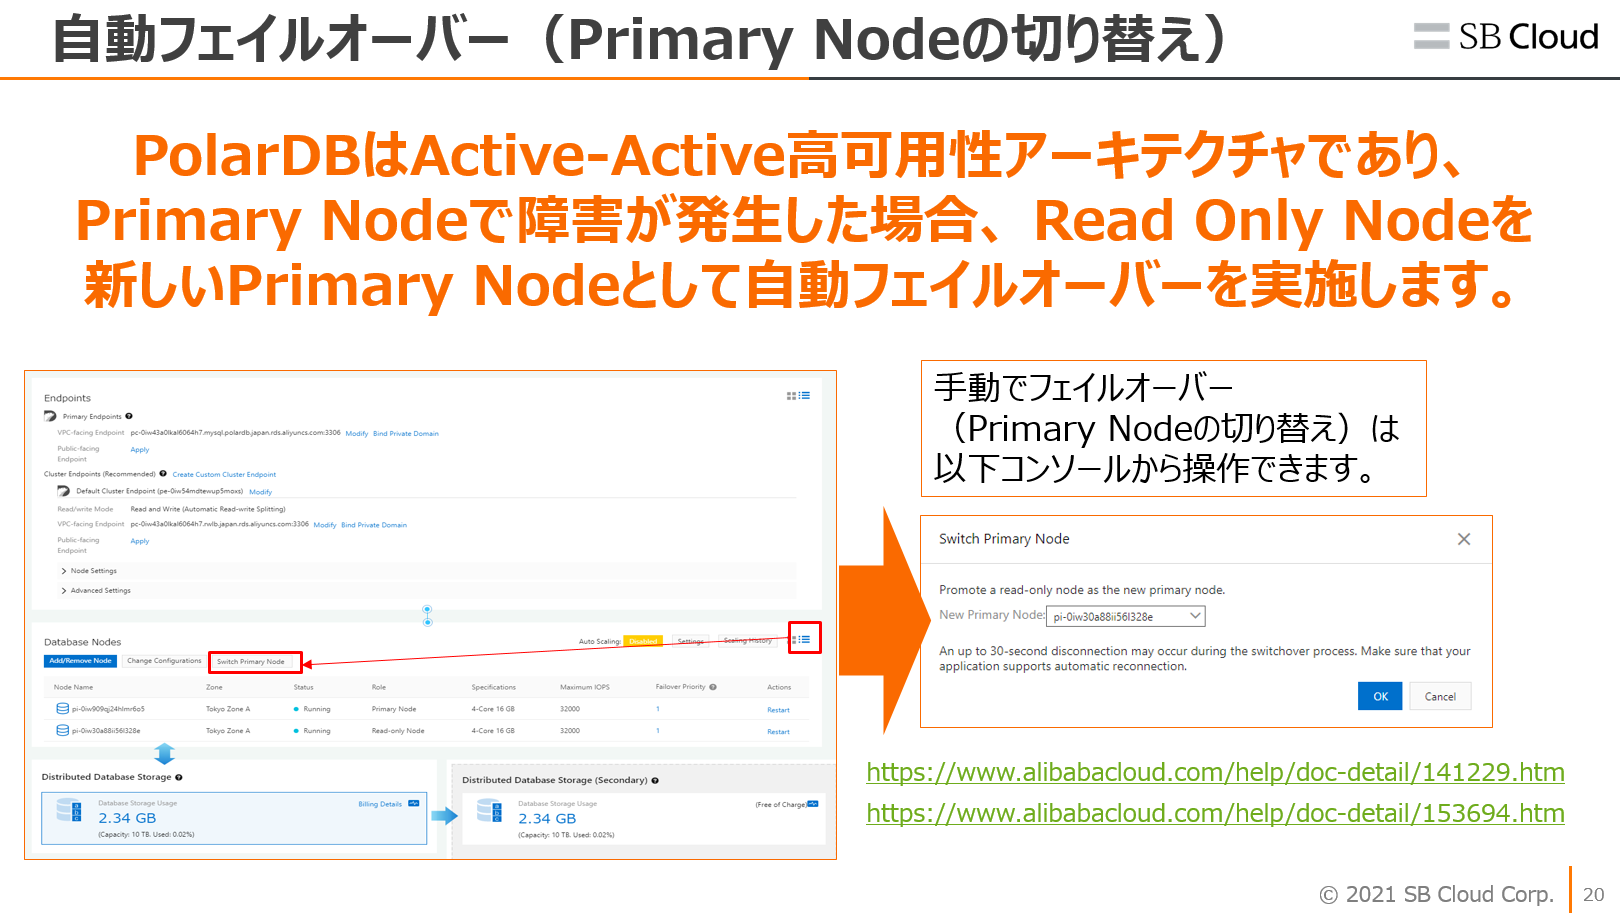 自動フェイルオーバー（Primary Nodeの切り替え）
SB Cloud
PolarDBはActive-Active高可用性アーキテクチャであり、
Primary Nodeで障害が発生した場合、Read Only Nodeを
新しいPrimary Nodeとして自動フェイルオーバーを実施します。
Endpoints
Primary Endpoints
VPC-facing Endpoint pc-0iw43a0lkal6064h7.mysql.polardb.japan.rds.aliyuncs.com:3306 Modify Bind Private Domain
Public-facing Endpoint Apply
Cluster Endpoints (Recommended) Create Custom Cluster Endpoint
Default Cluster Endpoint (pe-0iw54mdtewup5moxs) Modify
Read/write Mode Read and Write (Automatic Read-write Splitting)
VPC-facing Endpoint pc-0iw43a0lkal6064h7.rwlb.japan.rds.aliyuncs.com:3306 Modify Bind Private Domain
Public-facing Endpoint Apply
Node Settings
Advanced Settings
Database Nodes
Auto Scaling: Disabled Settings Scaling History
Add/Remove Node Change Configurations Switch Primary Node
Node Name Zone Status Role Specifications Maximum IOPS Failover Priority Actions
pi-0iw909qj24hlmr6o5 Tokyo Zone A Running Primary Node 4-Core 16 GB 32000 1 Restart
pi-0iw30a88ii56l328e Tokyo Zone A Running Read-only Node 4-Core 16 GB 32000 1 Restart
Distributed Database Storage
Database Storage Usage Billing Details
2.34 GB
(Capacity: 10 TB, Used: 0.02%)
Distributed Database Storage (Secondary)
Database Storage Usage (Free of Charge)
2.34 GB
(Capacity: 10 TB, Used: 0.02%)
手動でフェイルオーバー
（Primary Nodeの切り替え）は
以下コンソールから操作できます。
Switch Primary Node
Promote a read-only node as the new primary node.
New Primary Node: pi-0iw30a88ii56l328e
An up to 30-second disconnection may occur during the switchover process. Make sure that your
application supports automatic reconnection.
OK Cancel
https://www.alibabacloud.com/help/doc-detail/141229.htm
https://www.alibabacloud.com/help/doc-detail/153694.htm
© 2021 SB Cloud Corp. 20